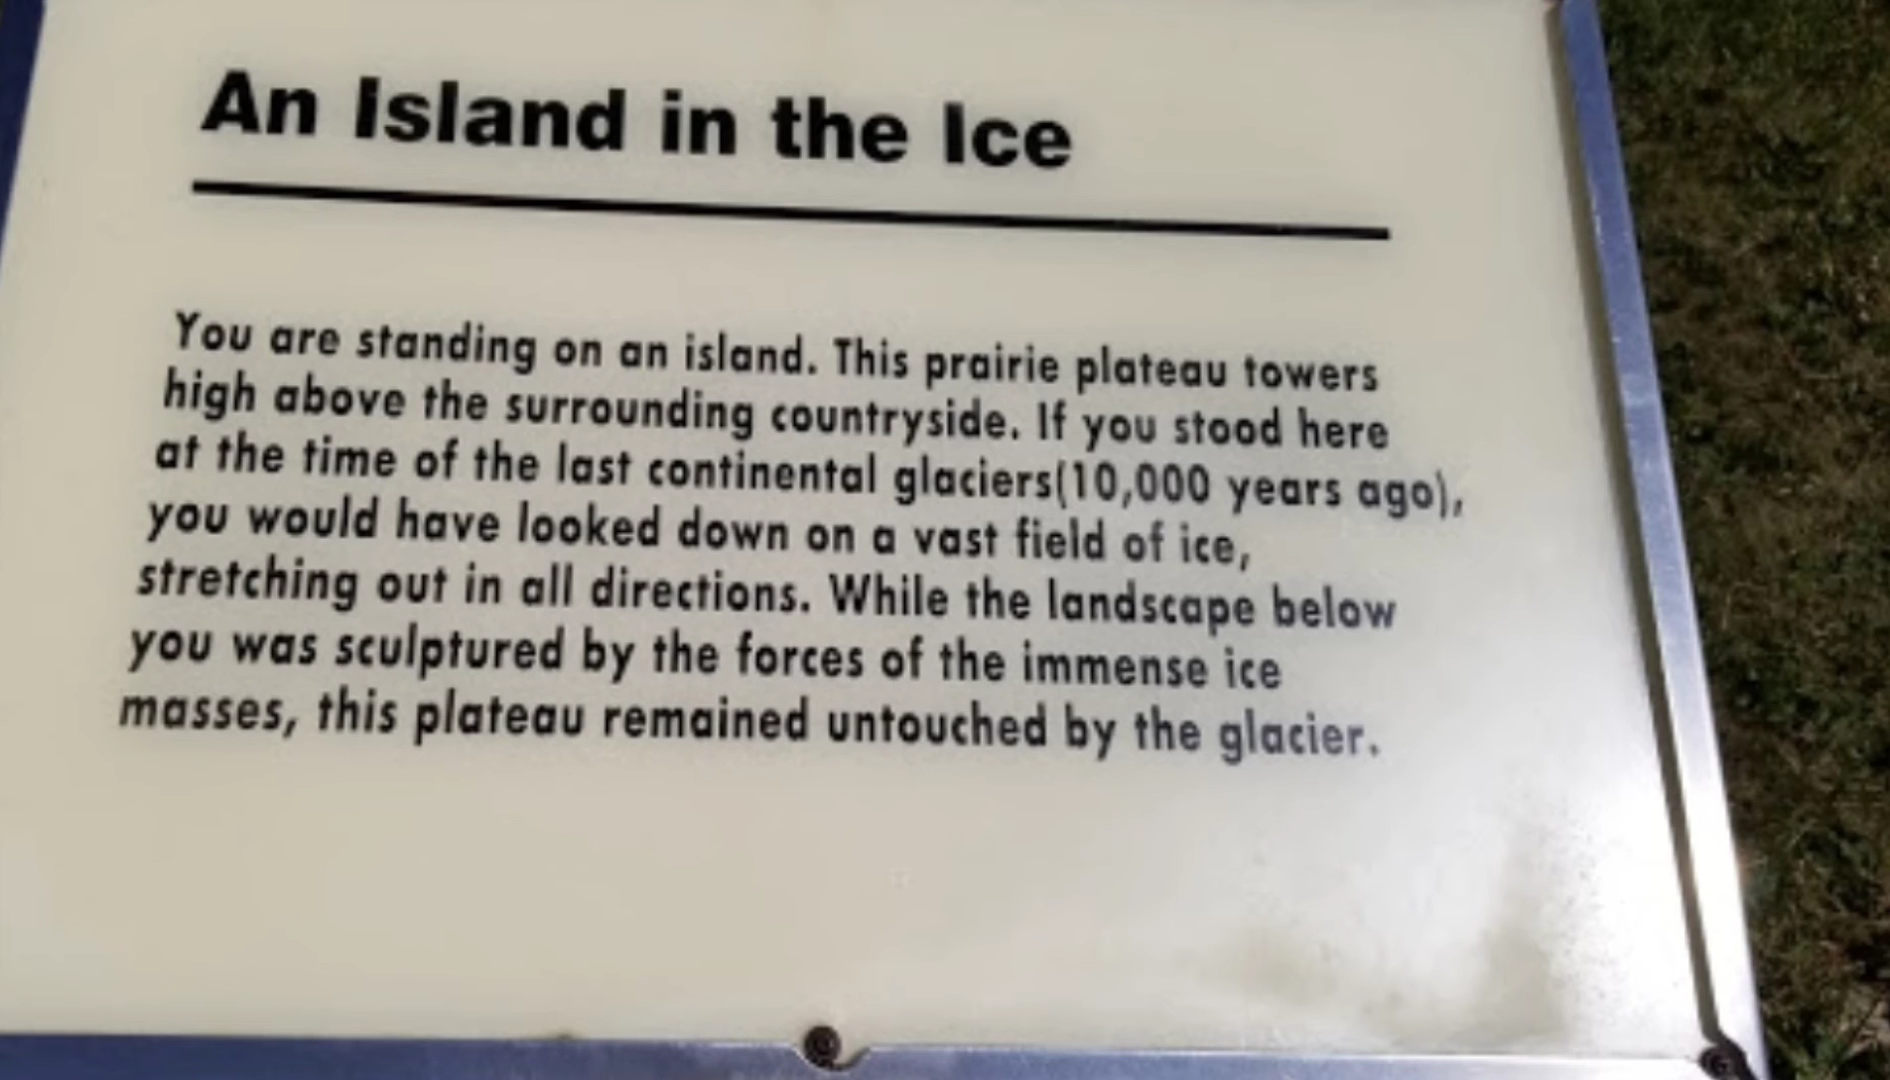 An Island in the Ice
You are standing on an island. This prairie plateau towers
high above the surrounding countryside. If you stood here
at the time of the last continental glaciers(10,000 years ago),
you would have looked down on a vast field of ice,
stretching out in all directions. While the landscape below
you was sculptured by the forces of the immense ice
masses, this plateau remained untouched by the glacier.